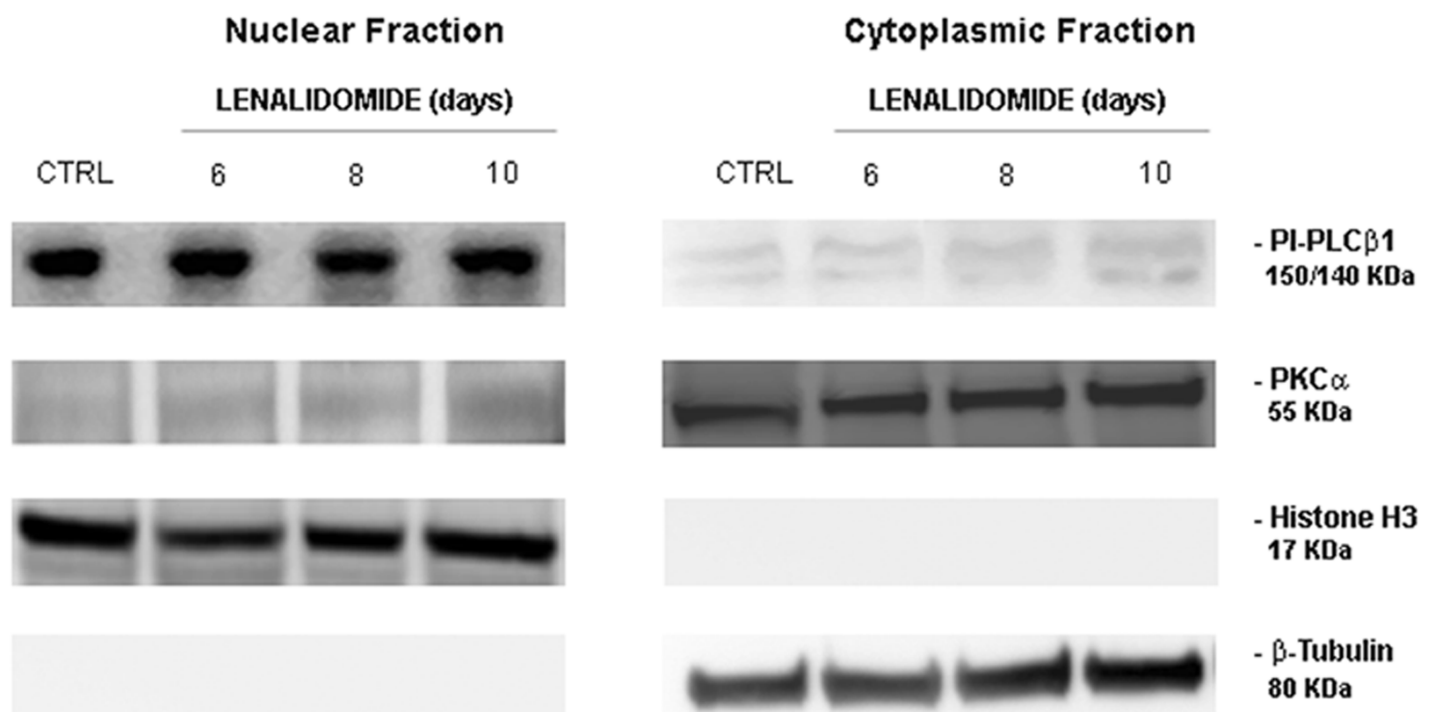 Nuclear Fraction
LENALIDOMIDE (days)
CTRL 6 8 10
Cytoplasmic Fraction
LENALIDOMIDE (days)
CTRL 6 8 10
- PI-PLCβ1
150/140 KDa
- PKCα
55 KDa
- Histone H3
17 KDa
- β-Tubulin
80 KDa